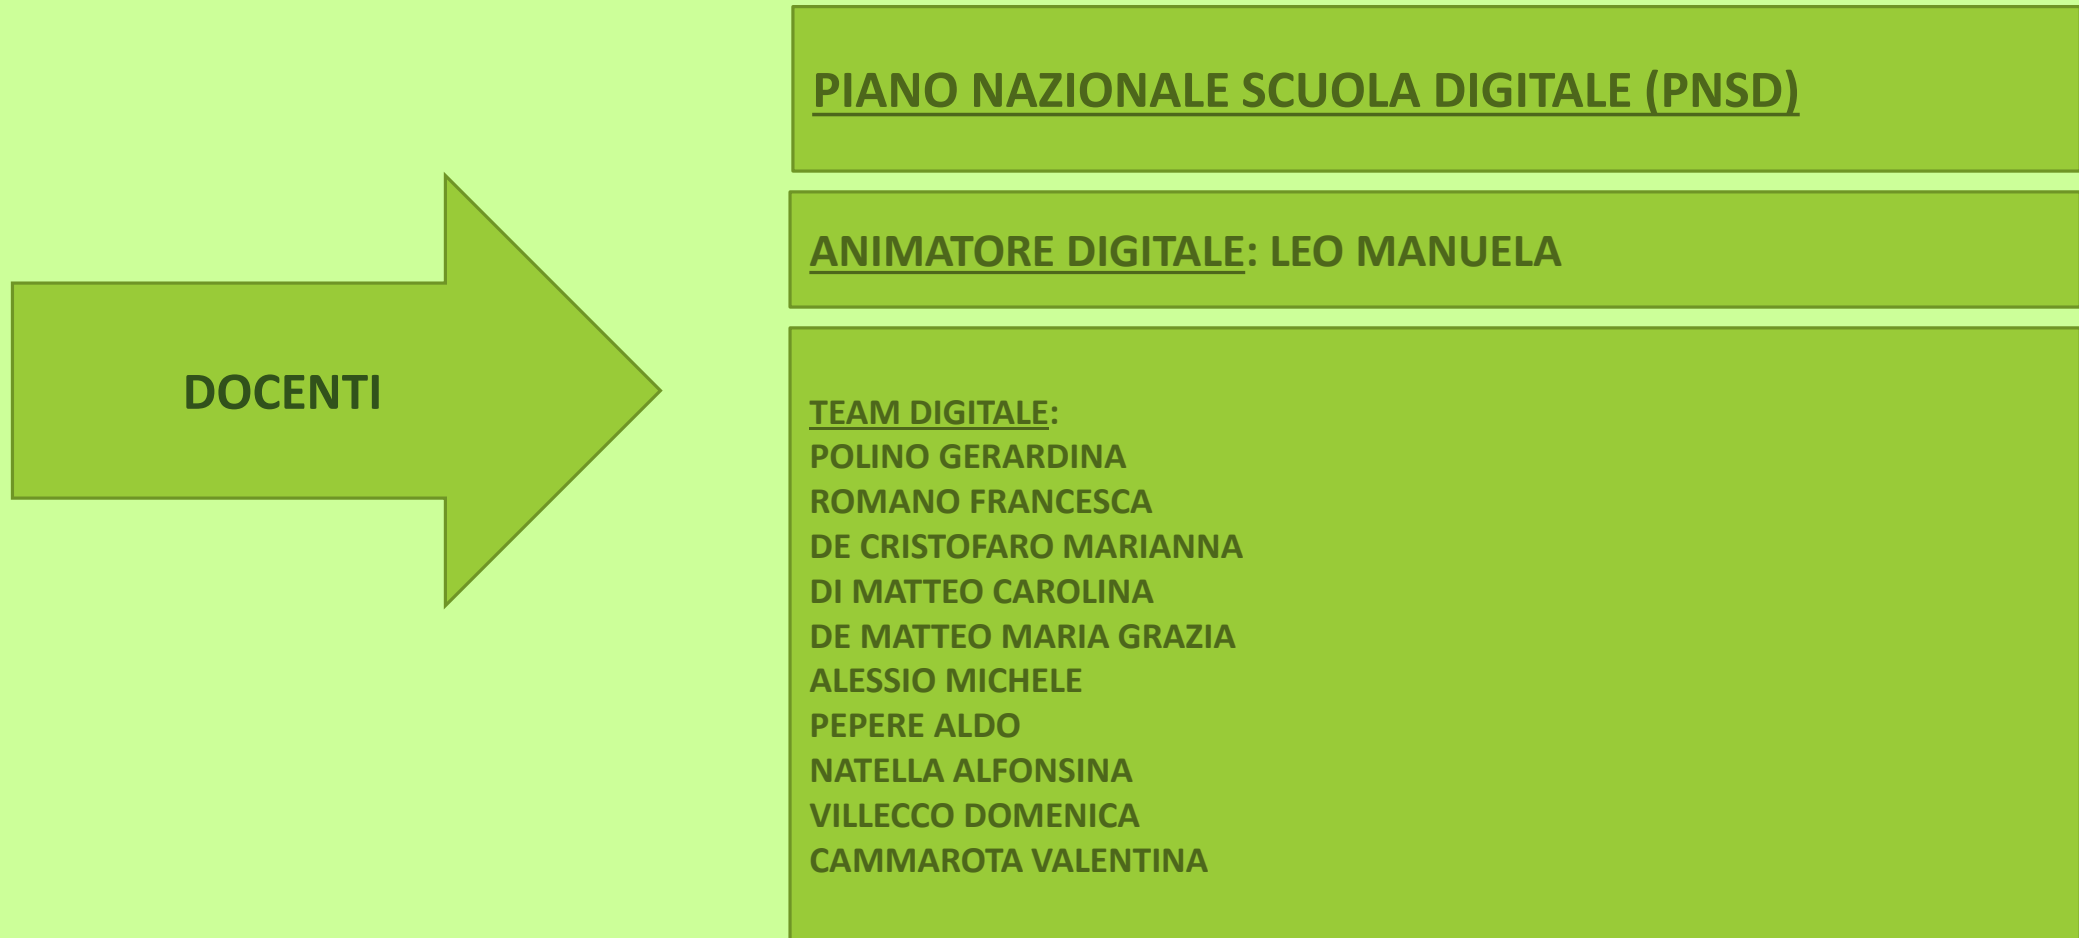 DOCENTI
PIANO NAZIONALE SCUOLA DIGITALE (PNSD)
ANIMATORE DIGITALE: LEO MANUELA
TEAM DIGITALE:
POLINO GERARDINA
ROMANO FRANCESCA
DE CRISTOFARO MARIANNA
DI MATTEO CAROLINA
DE MATTEO MARIA GRAZIA
ALESSIO MICHELE
PEPERE ALDO
NATELLA ALFONSINA
VILLECCO DOMENICA
CAMMAROTA VALENTINA